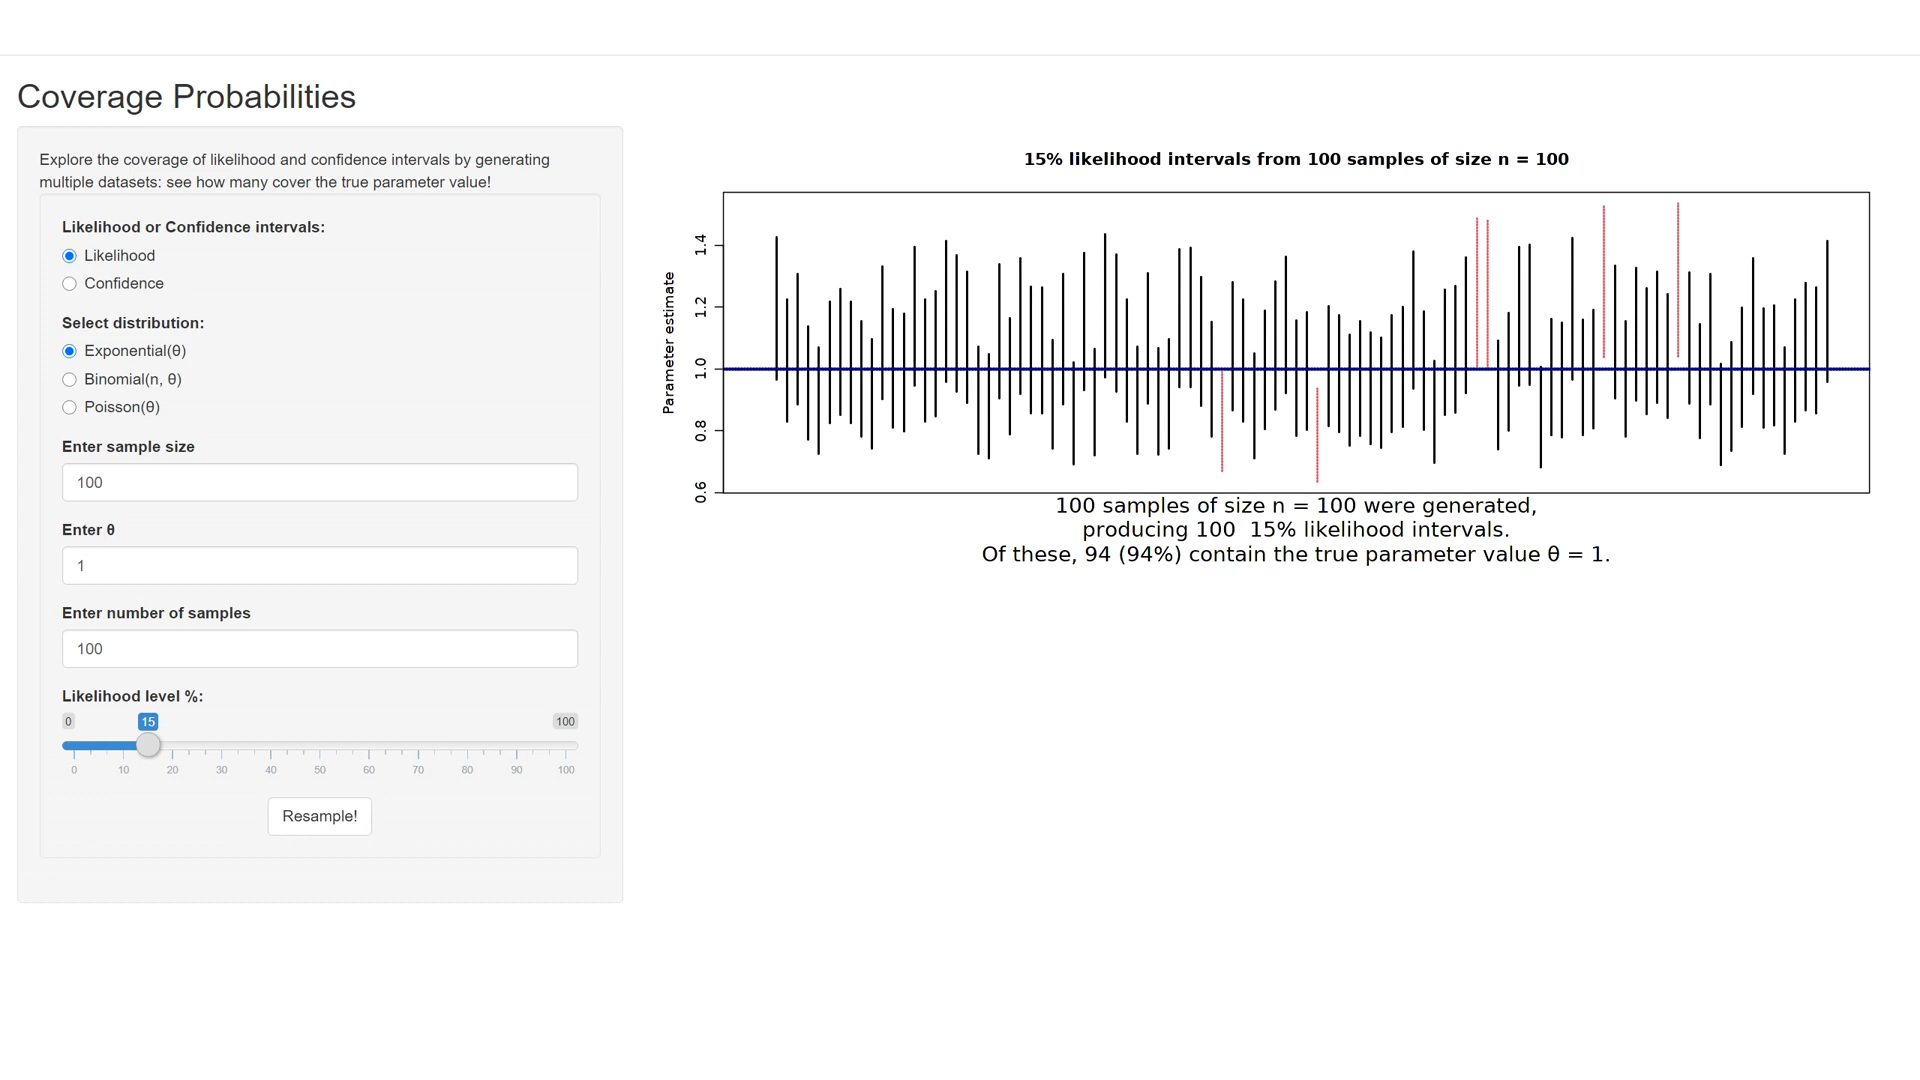 Coverage Probabilities
Explore the coverage of likelihood and confidence intervals by generating
multiple datasets: see how many cover the true parameter value!
Likelihood or Confidence intervals:
Likelihood
Confidence
Select distribution:
Exponential(θ)
Binomial(n, θ)
Poisson(θ)
Enter sample size
100
Enter θ
1
Enter number of samples
100
Likelihood level %:
0 15 100
0 10 20 30 40 50 60 70 80 90 100
Resample!
15% likelihood intervals from 100 samples of size n = 100
Parameter estimate
1.4
1.2
1.0
0.8
0.6
100 samples of size n = 100 were generated,
producing 100  15% likelihood intervals.
Of these, 94 (94%) contain the true parameter value θ = 1.